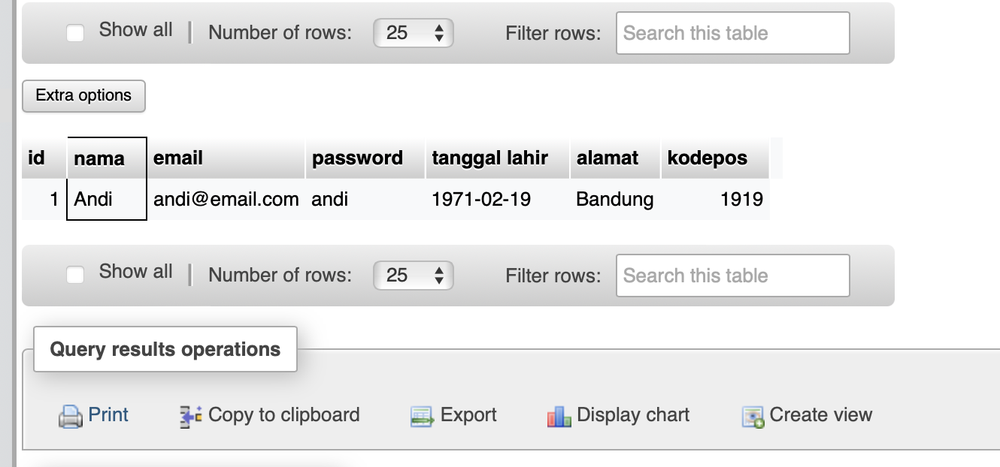 Show all | Number of rows: 25 Filter rows: Search this table
Extra options
id nama email password tanggal lahir alamat kodepos
1 Andi andi@email.com andi 1971-02-19 Bandung 1919
Show all | Number of rows: 25 Filter rows: Search this table
Query results operations
Print Copy to clipboard Export Display chart Create view